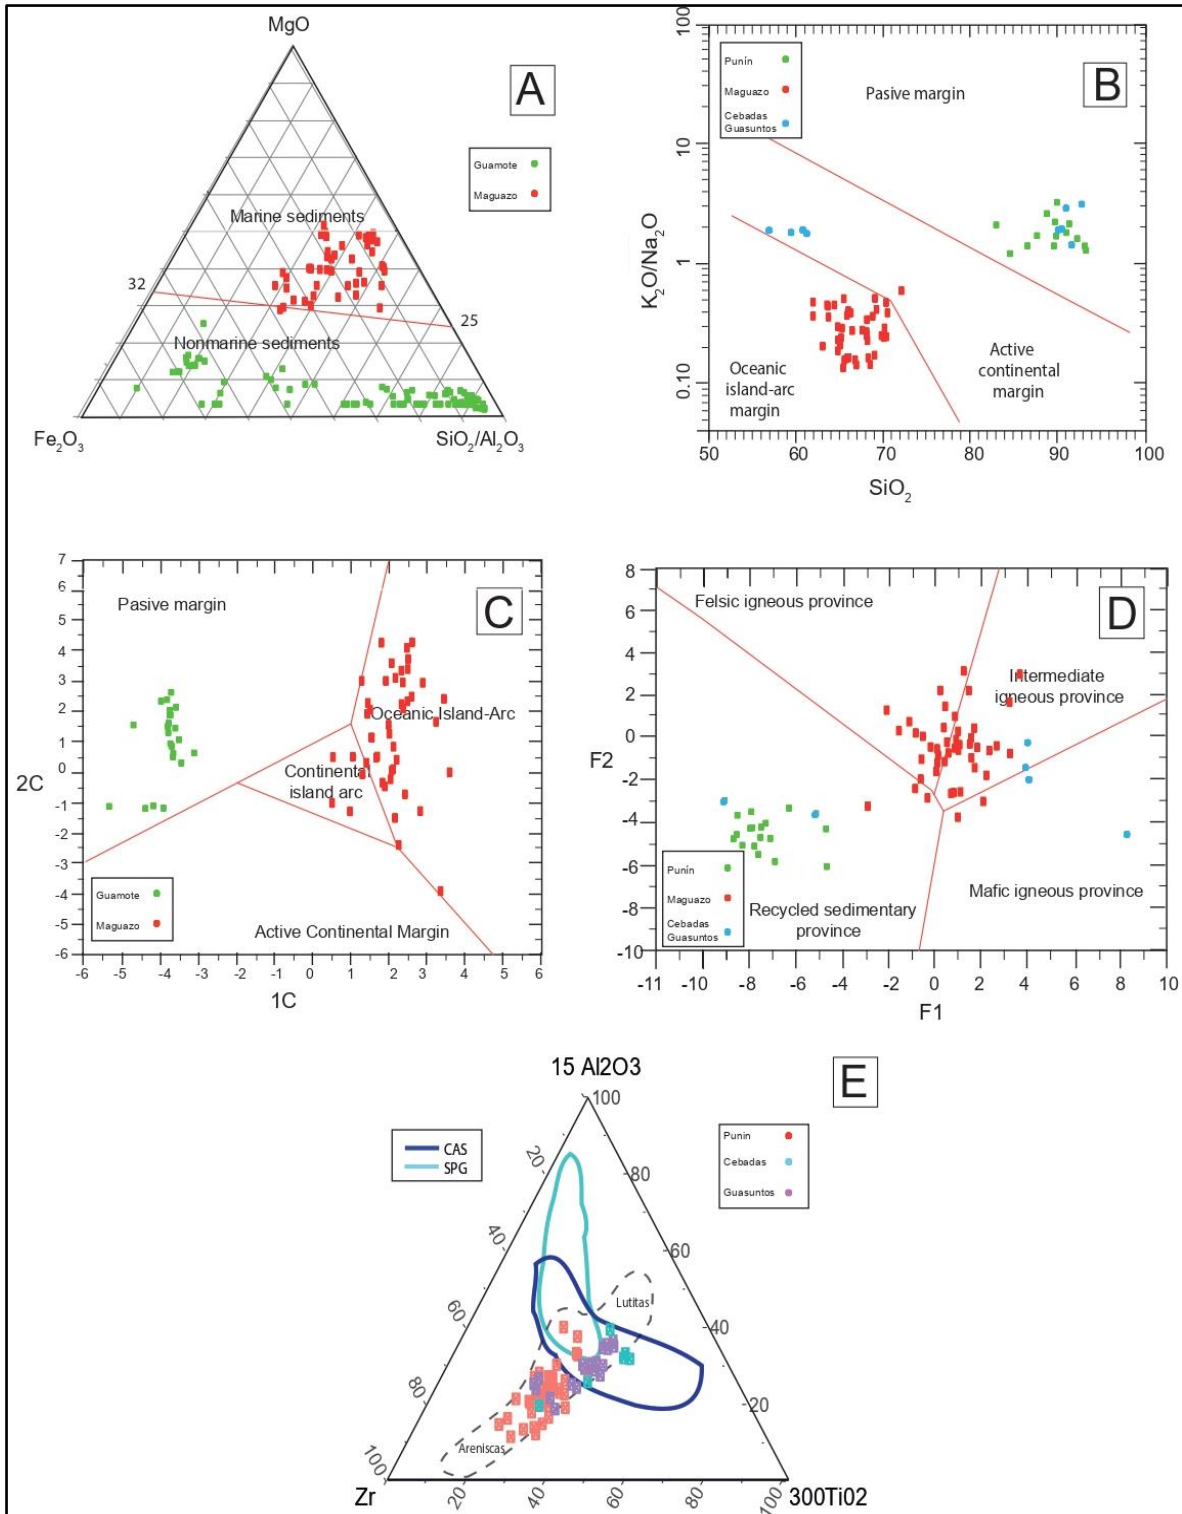 MgO
A
Guamote
Maguazo
Marine sediments
32
25
Nonmarine sediments
Fe2O3
SiO2/Al2O3
B
Punín
Maguazo
Cebadas
Guasuntos
Pasive margin
Oceanic
island-arc
margin
Active
continental
margin
K2O/Na2O
100
10
1
0.10
50 60 70 80 90 100
SiO2
C
Pasive margin
Oceanic Island-Arc
Continental
island arc
Active Continental Margin
Guamote
Maguazo
2C
7
6
5
4
3
2
1
0
-1
-2
-3
-4
-5
-6
-6 -5 -4 -3 -2 -1 0 1 2 3 4 5 6
1C
D
Felsic igneous province
Intermediate
igneous province
Mafic igneous province
Recycled sedimentary
province
Punín
Maguazo
Cebadas
Guasuntos
F2
8
6
4
2
0
-2
-4
-6
-8
-10
-11 -10 -8 -6 -4 -2 0 2 4 6 8 10
F1
E
15 Al2O3
CAS
SPG
Punin
Cebadas
Guasuntos
100
80
60
40
20
20
40
60
80
100
Lutitas
Areniscas
Zr
20 40 60 80 100
300Ti02